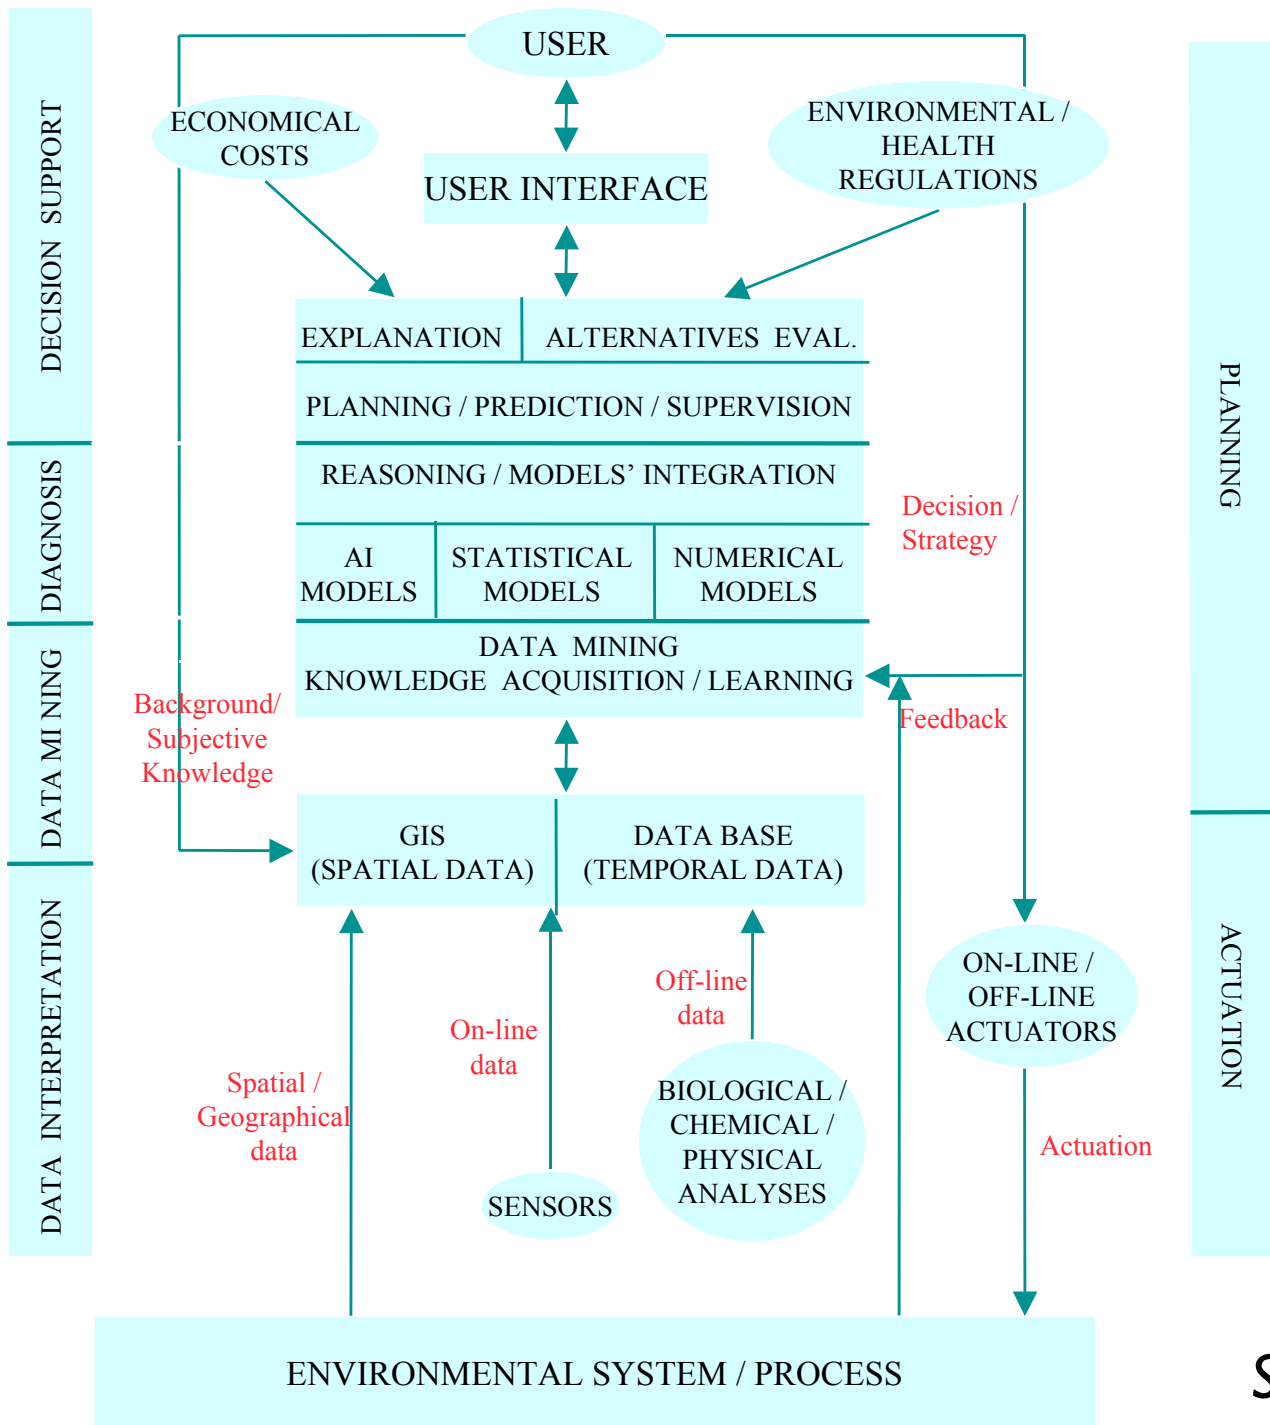 USER
ECONOMICAL
COSTS
ENVIRONMENTAL /
HEALTH
REGULATIONS
USER INTERFACE
DECISION SUPPORT
EXPLANATION
ALTERNATIVES EVAL.
PLANNING / PREDICTION / SUPERVISION
PLANNING
DIAGNOSIS
REASONING / MODELS’ INTEGRATION
Decision /
Strategy
AI
MODELS
STATISTICAL
MODELS
NUMERICAL
MODELS
DATA MI NING
DATA MINING
KNOWLEDGE ACQUISITION / LEARNING
Background/
Subjective
Knowledge
Feedback
GIS
(SPATIAL DATA)
DATA BASE
(TEMPORAL DATA)
DATA INTERPRETATION
ACTUATION
ON-LINE /
OFF-LINE
ACTUATORS
Off-line
data
On-line
data
Spatial /
Geographical
data
BIOLOGICAL /
CHEMICAL /
PHYSICAL
ANALYSES
Actuation
SENSORS
ENVIRONMENTAL SYSTEM / PROCESS
S